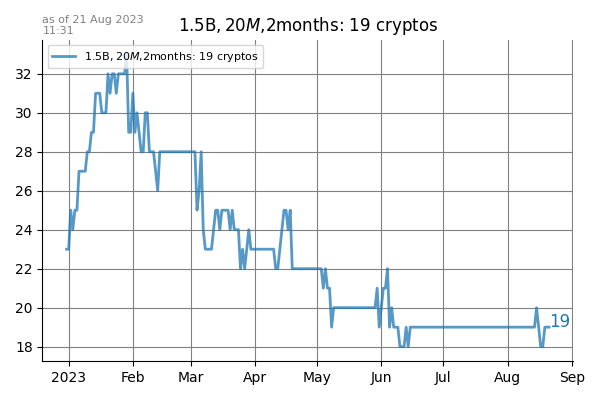 as of 21 Aug 2023
11:31
1.5B, 20M,2months: 19 cryptos
1.5B, 20M,2months: 19 cryptos
32
30
28
26
24
22
20
18
19
2023 Feb Mar Apr May Jun Jul Aug Sep